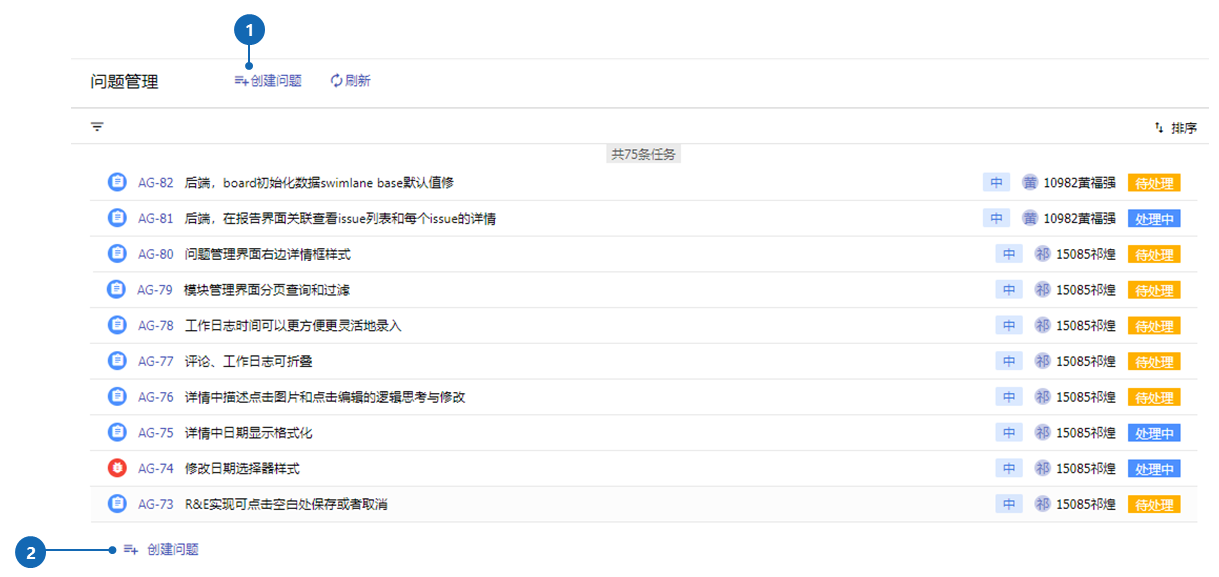 1
问题管理 创建问题 刷新
排序
共75条任务
AG-82 后端，board初始化数据swimlane base默认值修 中 黄 10982黄福强 待处理
AG-81 后端，在报告界面关联查看issue列表和每个issue的详情 中 黄 10982黄福强 处理中
AG-80 问题管理界面右边详情框样式 中 祁 15085祁煌 待处理
AG-79 模块管理界面分页查询和过滤 中 祁 15085祁煌 待处理
AG-78 工作日志时间可以更方便更灵活地录入 中 祁 15085祁煌 待处理
AG-77 评论、工作日志可折叠 中 祁 15085祁煌 待处理
AG-76 详情中描述点击图片和点击编辑的逻辑思考与修改 中 祁 15085祁煌 待处理
AG-75 详情中日期显示格式化 中 祁 15085祁煌 处理中
AG-74 修改日期选择器样式 中 祁 15085祁煌 处理中
AG-73 R&E实现可点击空白处保存或者取消 中 祁 15085祁煌 待处理
2 创建问题